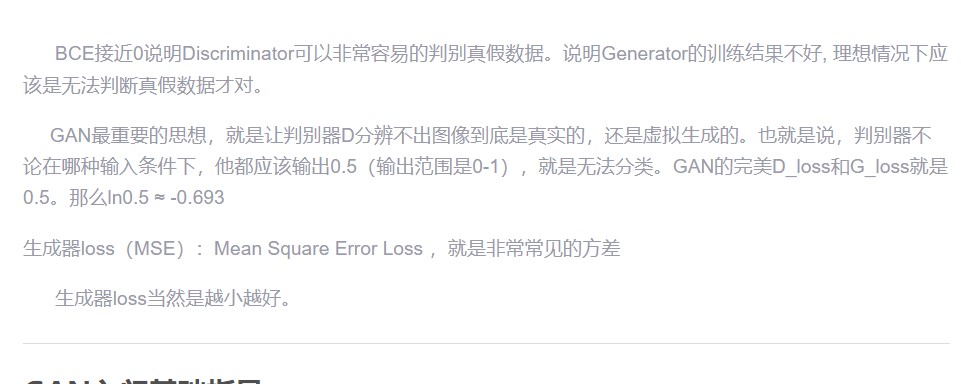 BCE接近0说明Discriminator可以非常容易的判别真假数据。说明Generator的训练结果不好, 理想情况下应
该是无法判断真假数据才对。
GAN最重要的思想，就是让判别器D分辨不出图像到底是真实的，还是虚拟生成的。也就是说，判别器不
论在哪种输入条件下，他都应该输出0.5（输出范围是0-1），就是无法分类。GAN的完美D_loss和G_loss就是
0.5。那么ln0.5 ≈ -0.693
生成器loss（MSE）：Mean Square Error Loss ，就是非常常见的方差
生成器loss当然是越小越好。